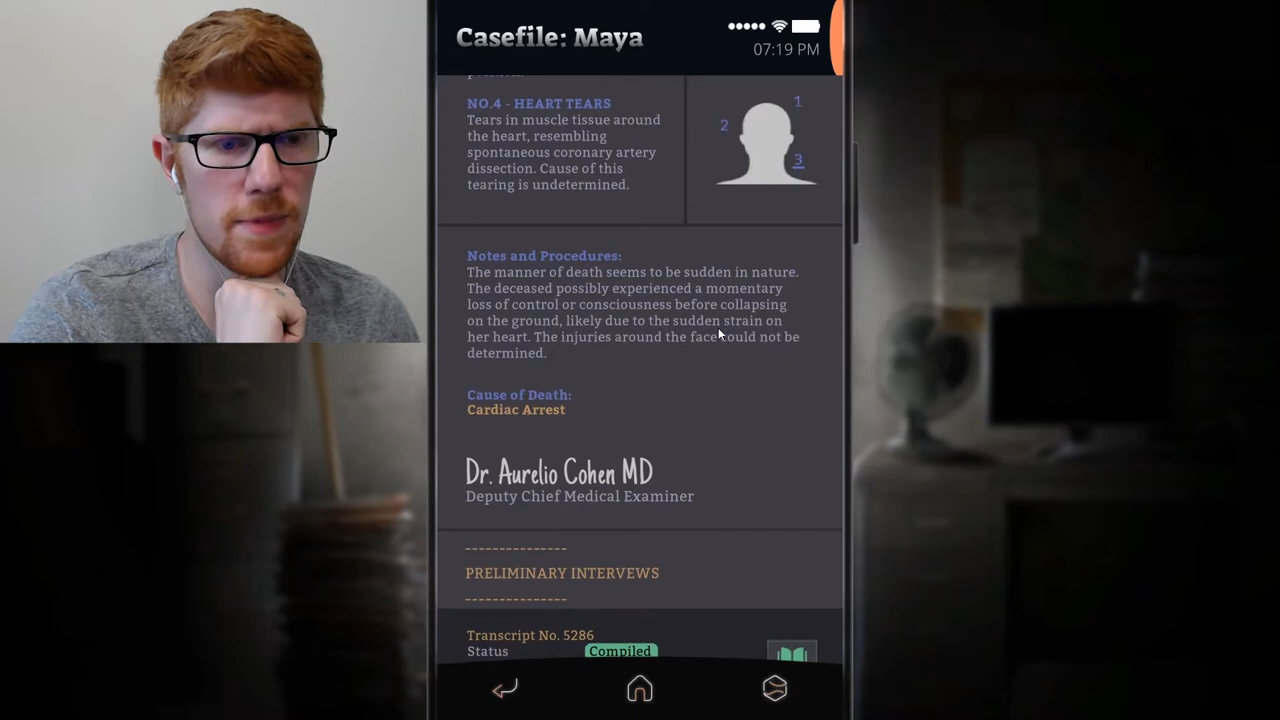 Casefile: Maya
07:19 PM
NO.4 - HEART TEARS
Tears in muscle tissue around
the heart, resembling
spontaneous coronary artery
dissection. Cause of this
tearing is undetermined.
1
2
3
Notes and Procedures:
The manner of death seems to be sudden in nature.
The deceased possibly experienced a momentary
loss of control or consciousness before collapsing
on the ground, likely due to the sudden strain on
her heart. The injuries around the face could not be
determined.
Cause of Death:
Cardiac Arrest
Dr. Aurelio Cohen MD
Deputy Chief Medical Examiner
---------------
PRELIMINARY INTERVEWS
---------------
Transcript No. 5286
Status
Compiled